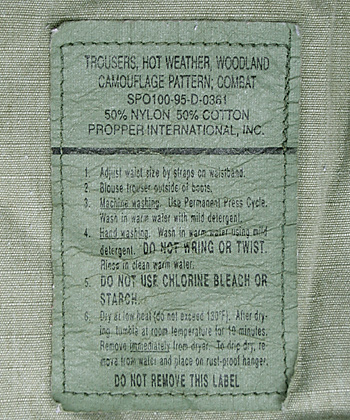 TROUSERS, HOT WEATHER, WOODLAND
CAMOUFLAGE PATTERN; COMBAT
SPO100-95-D-0381
50% NYLON 50% COTTON
PROPPER INTERNATIONAL, INC.
1. Adjust waist size by straps on waistband.
2. Blouse trouser outside of boots.
3. Machine washing. Use Permanent Press Cycle.
Wash in warm water with mild detergent.
4. Hand washing. Wash in warm water using mild
detergent. DO NOT WRING OR TWIST.
Rinse in clean warm water.
5. DO NOT USE CHLORINE BLEACH OR
STARCH.
6. Dry at low heat (do not exceed 130°F). After dry-
ing, tumble at room temperature for 10 minutes.
Remove immediately from dryer. To drip dry, re-
move from water and place on rust-proof hanger.
DO NOT REMOVE THIS LABEL